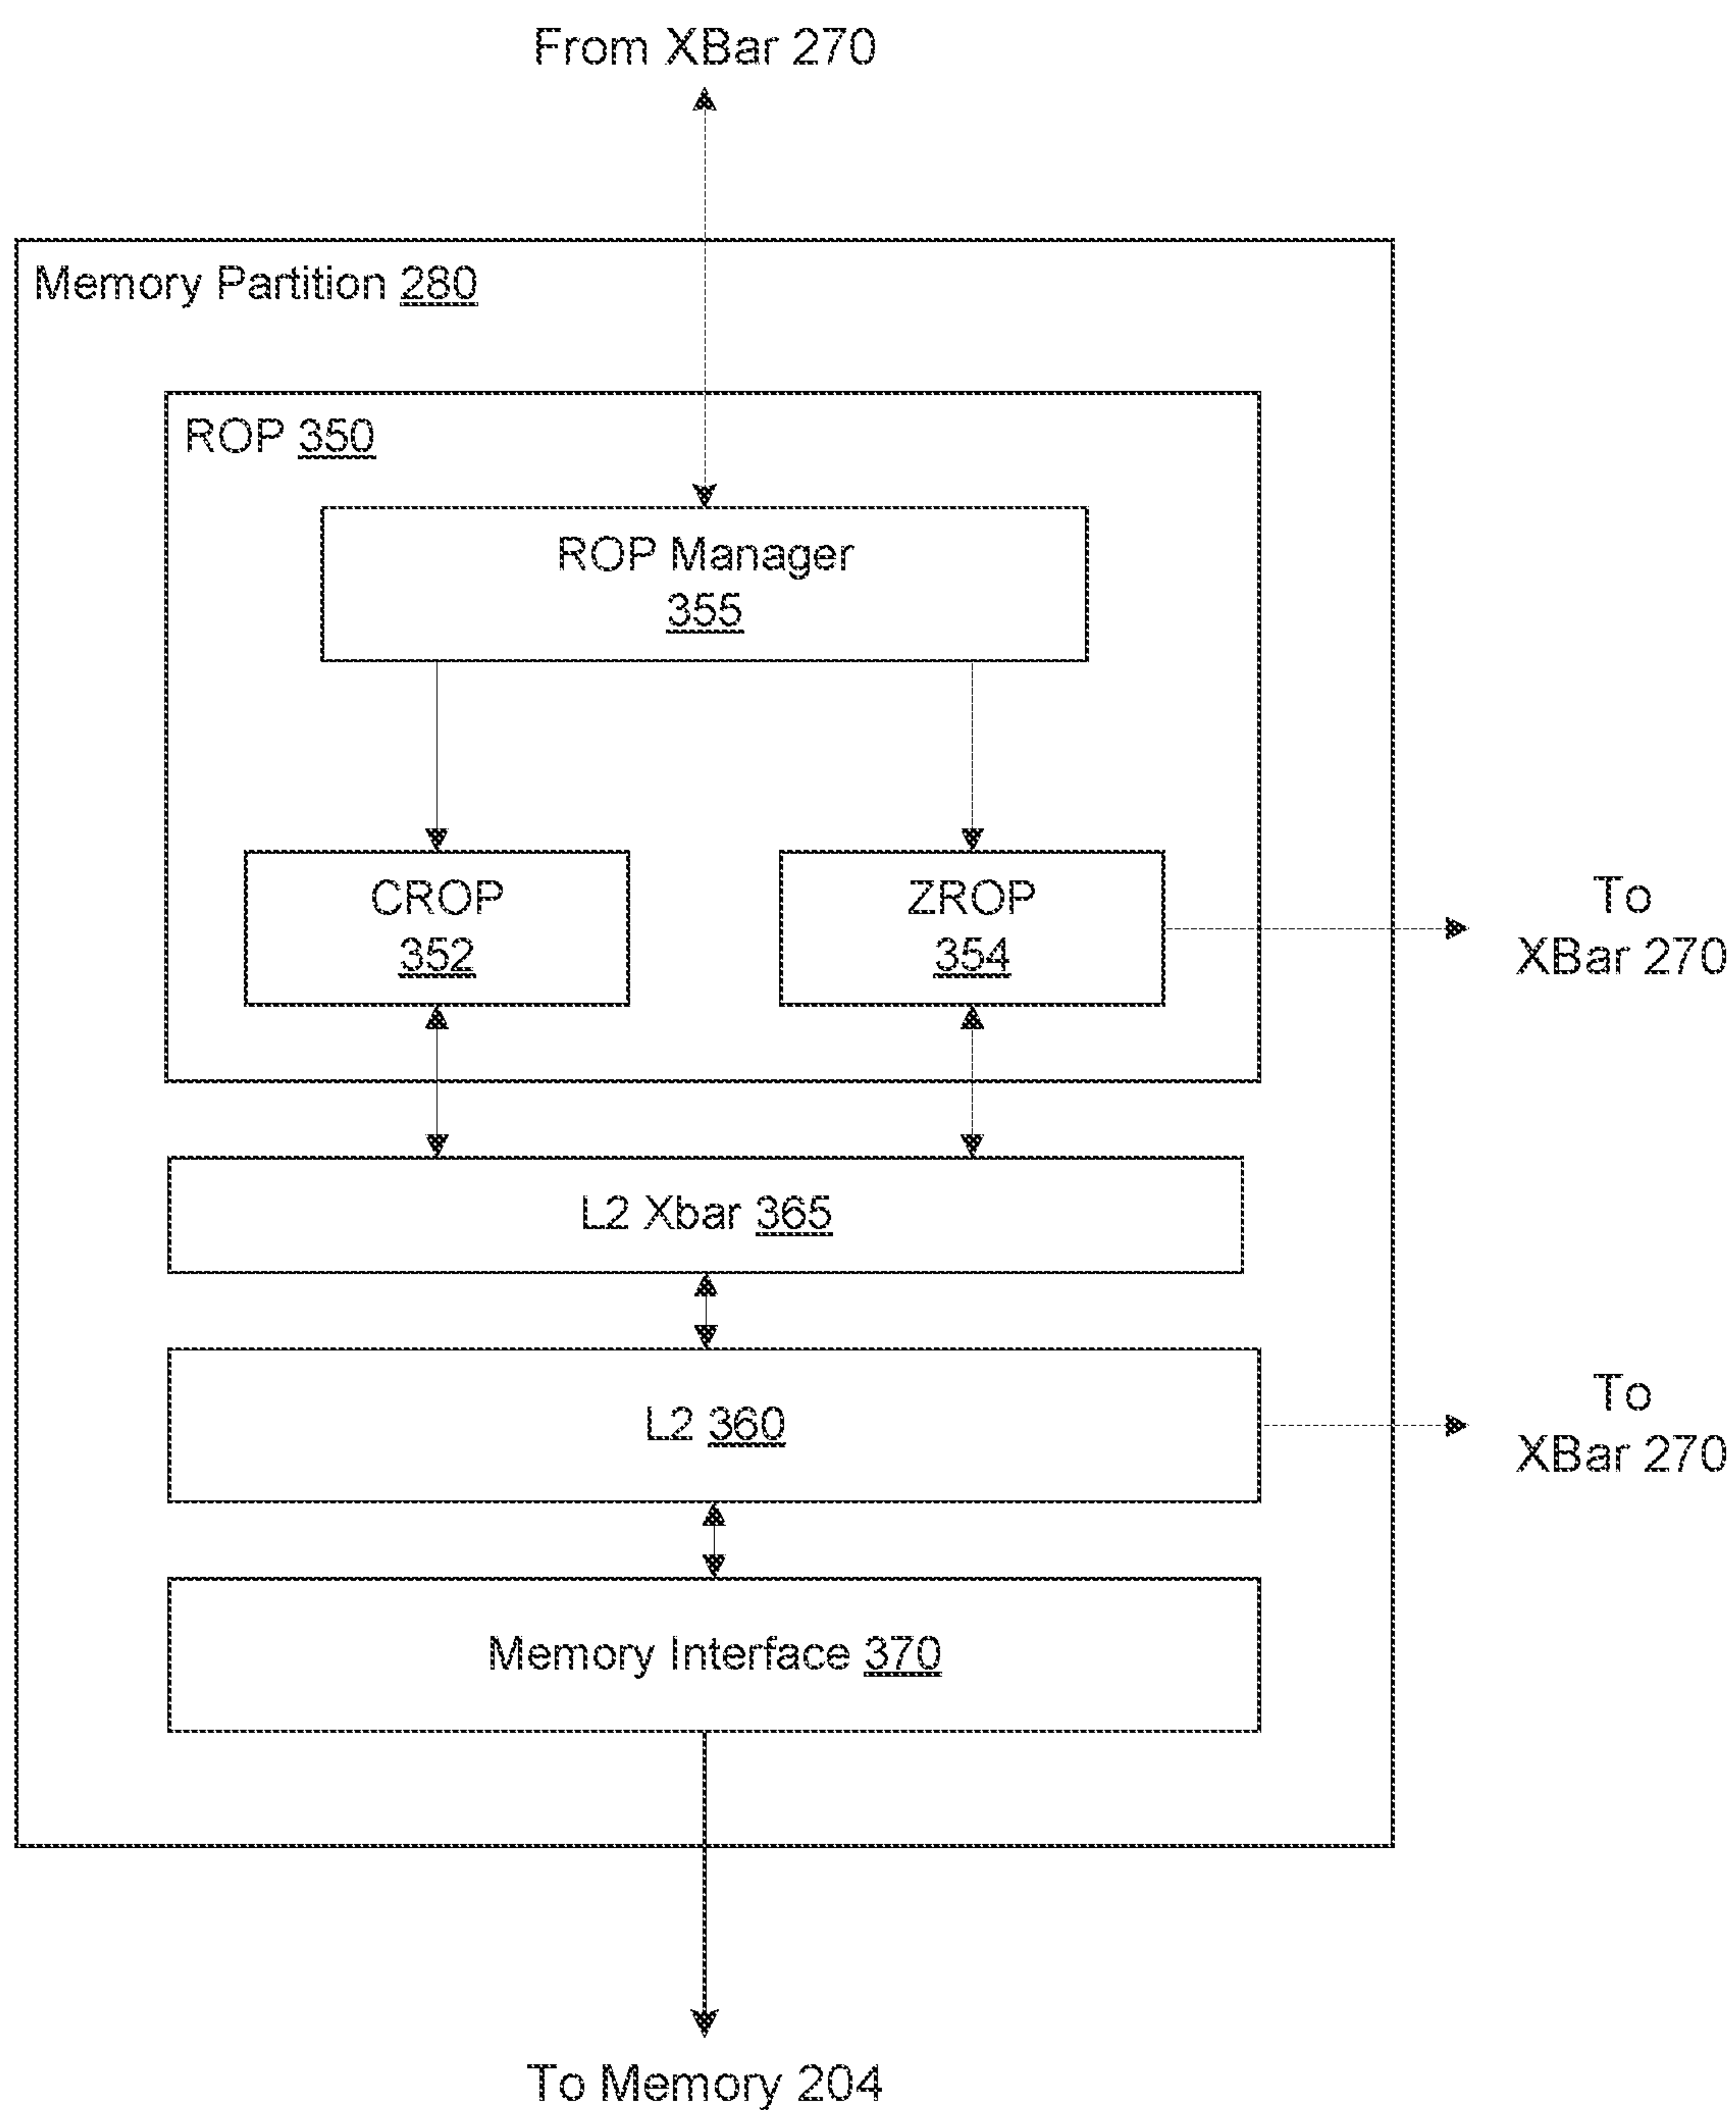 From XBar 270
Memory Partition 280
ROP 350
ROP Manager
355
CROP
352
ZROP
354
To
XBar 270
L2 Xbar 365
L2 360
To
XBar 270
Memory Interface 370
To Memory 204